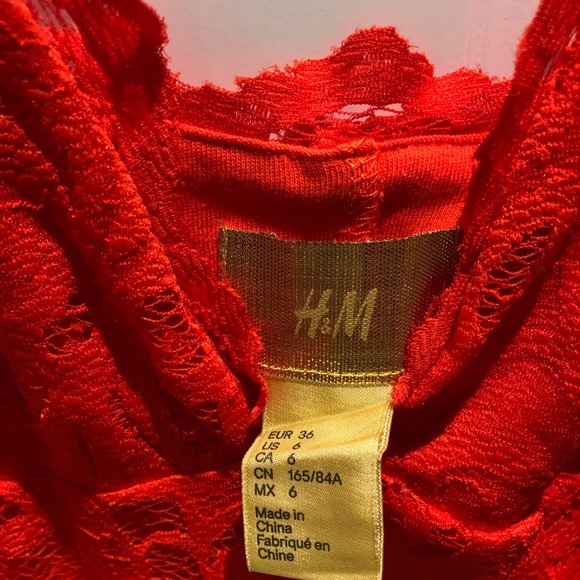 H&M
EUR 36
US 6
CA 6
CN 165/84A
MX 6
Made in
China
Fabriqué en
Chine